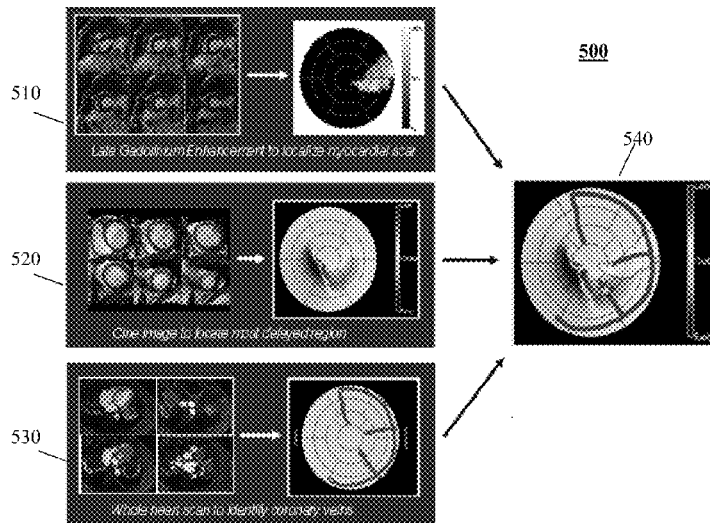 500
510
Late Gadolinium Enhancement to localize myocardial scar
540
520
Cine image to locate most delayed region
530
Whole heart scan to identify coronary veins